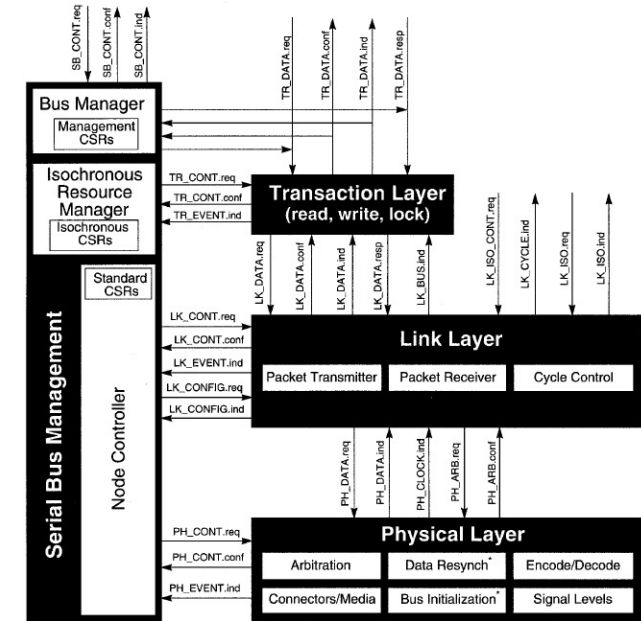 SB_CONT.req
SB_CONT.conf
SB_CONT.ind
TR_DATA.req
TR_DATA.conf
TR_DATA.ind
TR_DATA.resp
Bus Manager
Management
CSRs
Isochronous
Resource
Manager
Isochronous
CSRs
TR_CONT.req
TR_CONT.conf
TR_EVENT.ind
Transaction Layer
(read, write, lock)
LK_DATA.req
LK_DATA.conf
LK_DATA.ind
LK_DATA.resp
LK_BUS.ind
LK_ISO_CONT.req
LK_CYCLE.ind
LK_ISO.req
LK_ISO.ind
Serial Bus Management
Standard
CSRs
Node Controller
LK_CONT.req
LK_CONT.conf
LK_EVENT.ind
LK_CONFIG.req
LK_CONFIG.ind
Link Layer
Packet Transmitter
Packet Receiver
Cycle Control
PH_DATA.req
PH_DATA.ind
PH_CLOCK.ind
PH_ARB.req
PH_ARB.conf
PH_CONT.req
PH_CONT.conf
PH_EVENT.ind
Physical Layer
Arbitration
Data Resynch*
Encode/Decode
Connectors/Media
Bus Initialization*
Signal Levels